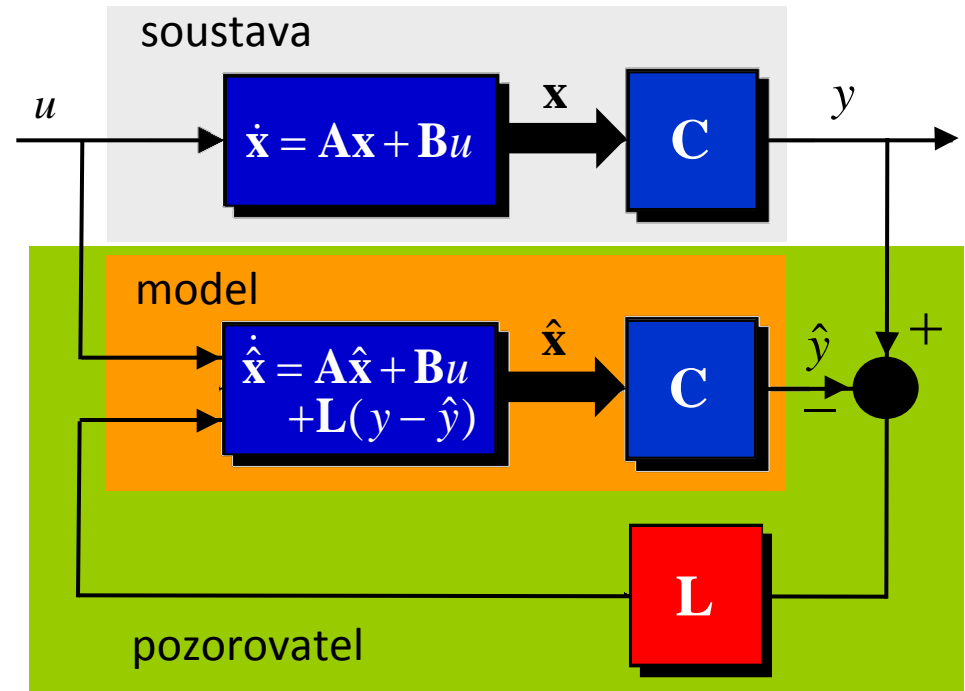 soustava
u
ẋ = Ax + Bu
x
C
y
model
x̂̇ = Ax̂ + Bu
+L(y − ŷ)
x̂
C
ŷ
+
−
L
pozorovatel